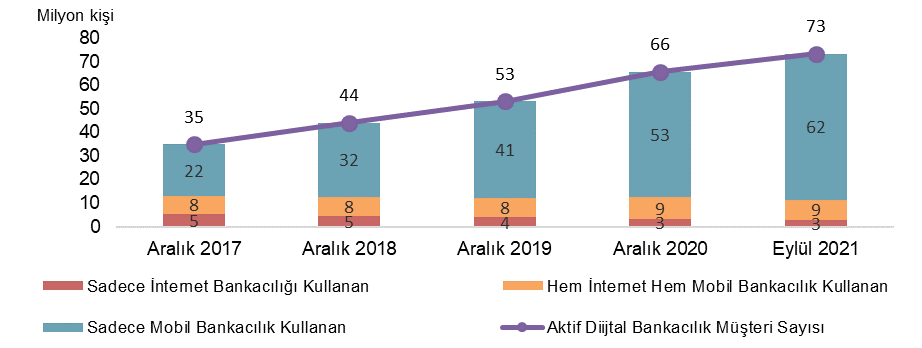 Milyon kişi
80
70
60
50
40
30
20
10
0
35
44
53
66
73
22
32
41
53
62
8
8
8
9
9
5
5
4
3
3
Aralık 2017
Aralık 2018
Aralık 2019
Aralık 2020
Eylül 2021
Sadece İnternet Bankacılığı Kullanan
Hem İnternet Hem Mobil Bankacılık Kullanan
Sadece Mobil Bankacılık Kullanan
Aktif Diijtal Bankacılık Müşteri Sayısı